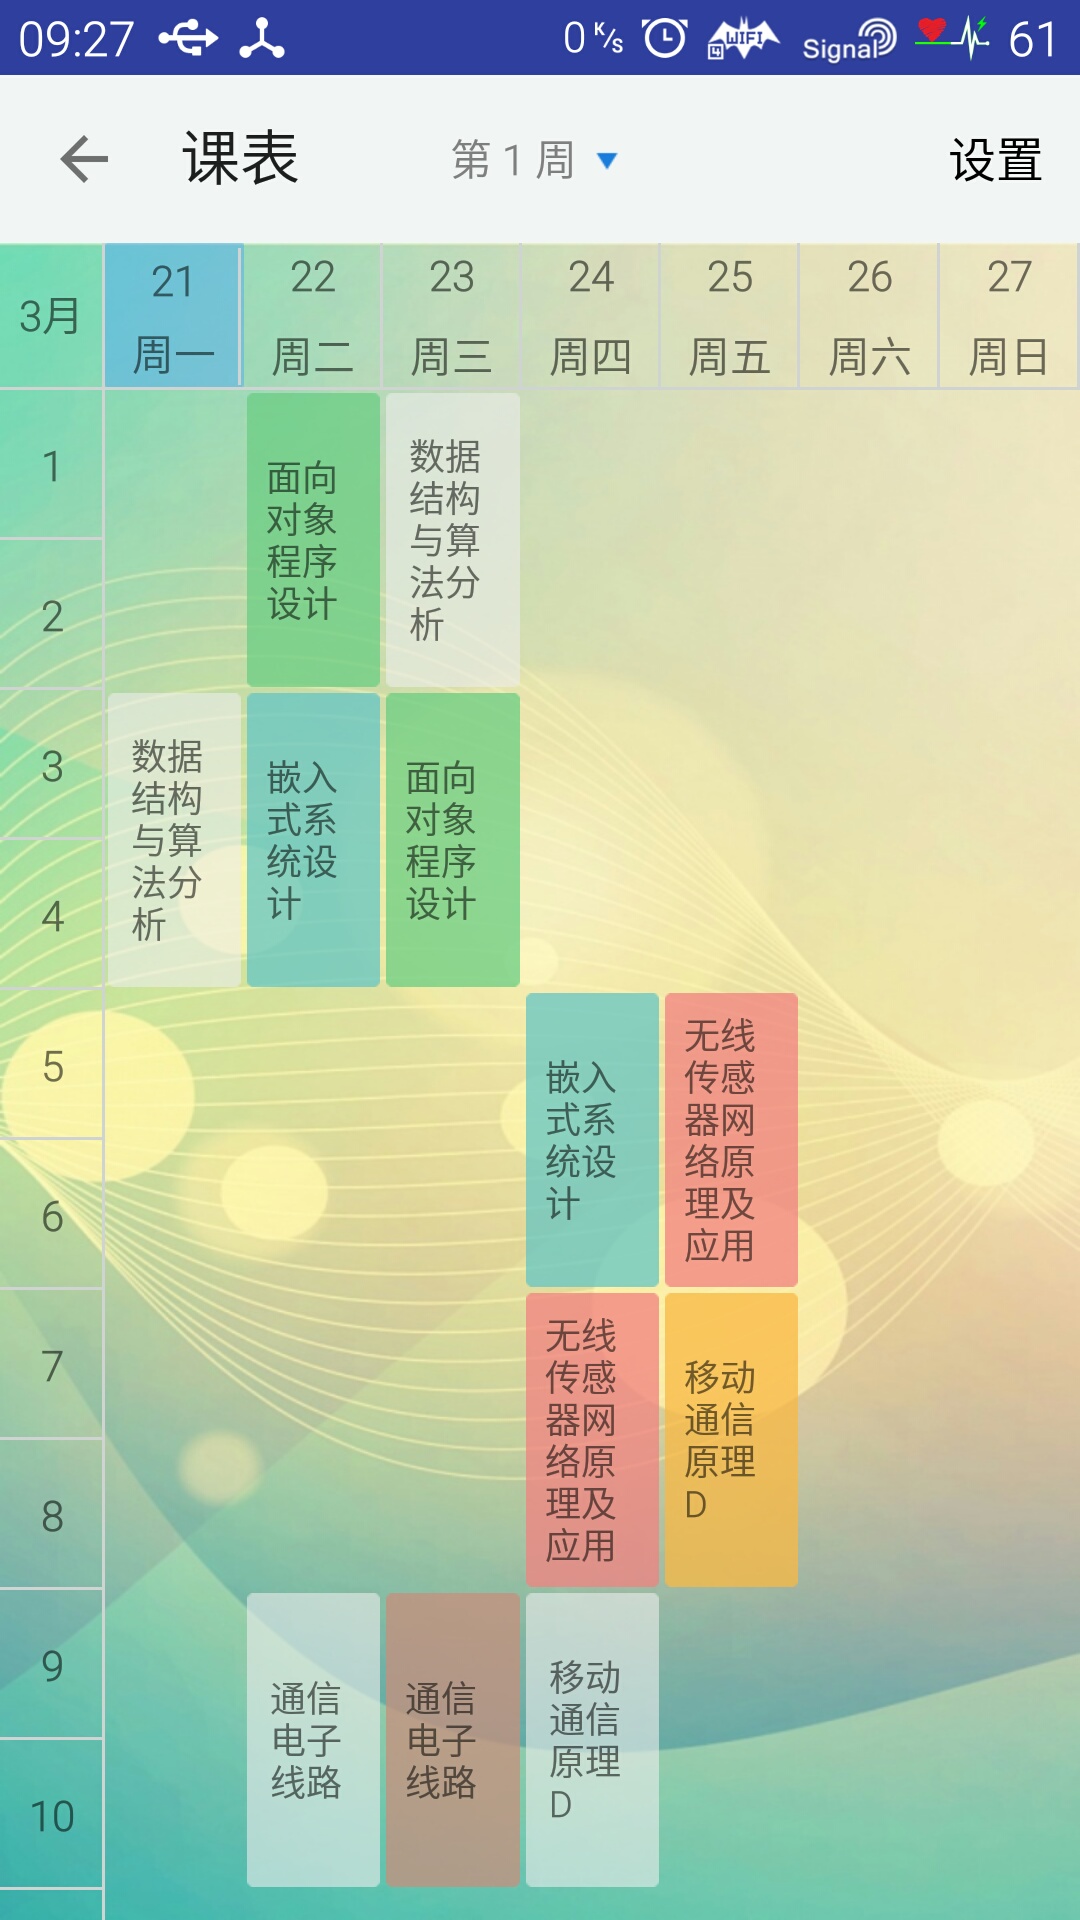 09:27 0 K/s WIFI 4 Signal 61
课表 第 1 周 设置
3月 21 22 23 24 25 26 27
周一 周二 周三 周四 周五 周六 周日
1
2
3
4
5
6
7
8
9
10
面向
对象
程序
设计
数据
结构
与算
法分
析
数据
结构
与算
法分
析
嵌入
式系
统设
计
面向
对象
程序
设计
嵌入
式系
统设
计
无线
传感
器网
络原
理及
应用
无线
传感
器网
络原
理及
应用
移动
通信
原理
D
通信
电子
线路
通信
电子
线路
移动
通信
原理
D